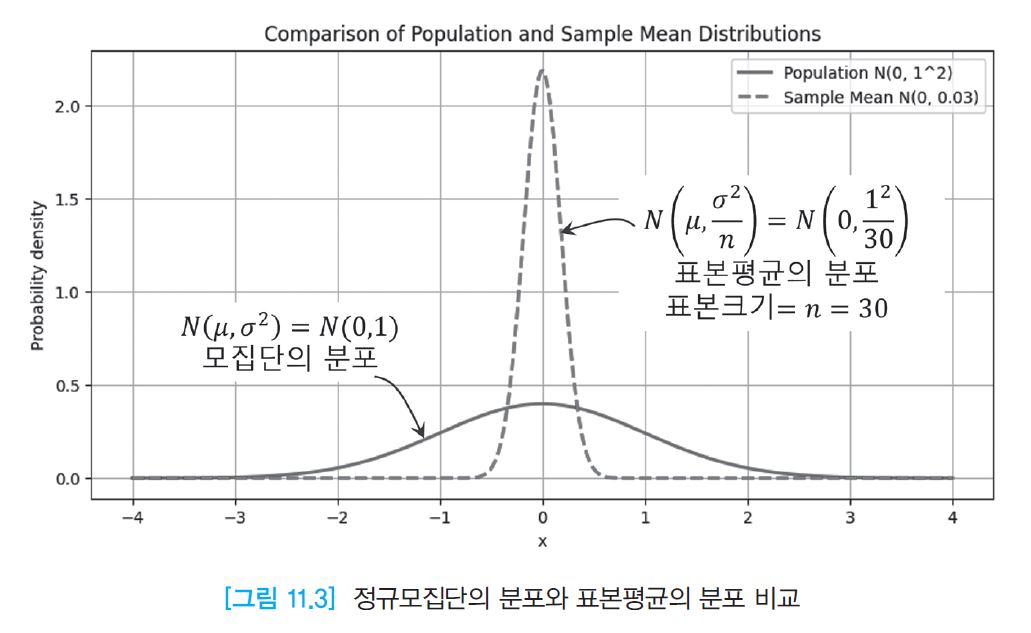 Comparison of Population and Sample Mean Distributions
Population N(0, 1^2)
Sample Mean N(0, 0.03)
Probability density
2.0
1.5
1.0
0.5
0.0
N(μ, σ²/n) = N(0, 1²/30)
표본평균의 분포
표본크기= n = 30
N(μ, σ²) = N(0,1)
모집단의 분포
−4 −3 −2 −1 0 1 2 3 4
x
[그림 11.3] 정규모집단의 분포와 표본평균의 분포 비교